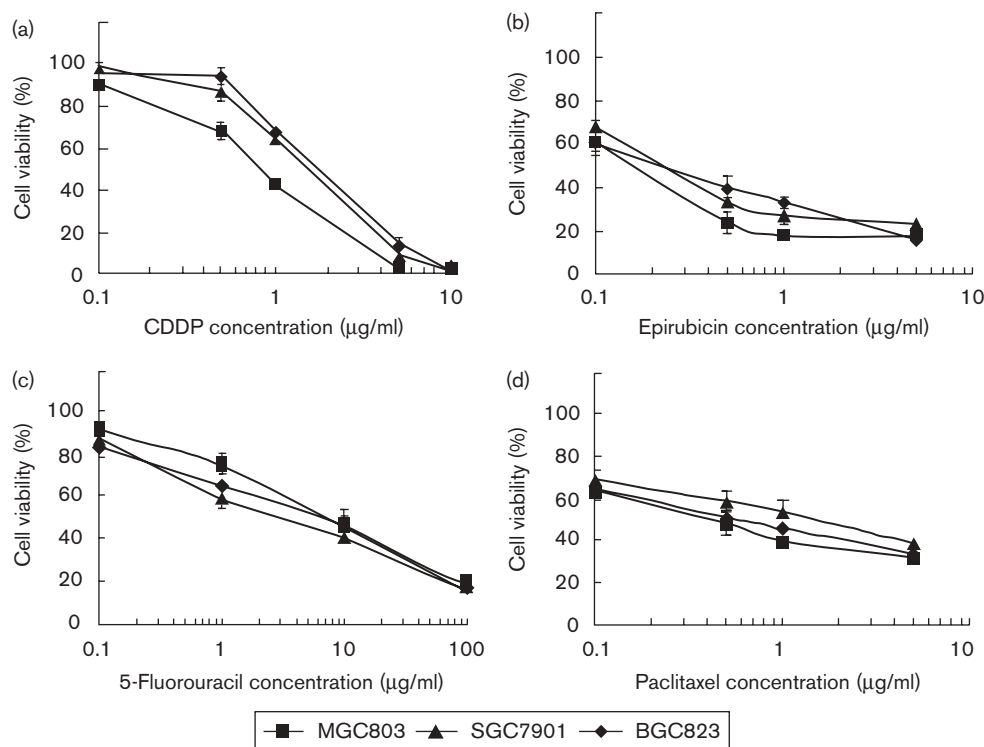 (a)
Cell viability (%)
100
80
60
40
20
0
0.1 1 10
CDDP concentration (μg/ml)
(b)
Cell viability (%)
100
80
60
40
20
0
0.1 1 10
Epirubicin concentration (μg/ml)
(c)
Cell viability (%)
100
80
60
40
20
0
0.1 1 10 100
5-Fluorouracil concentration (μg/ml)
(d)
Cell viability (%)
100
80
60
40
20
0
0.1 1 10
Paclitaxel concentration (μg/ml)
MGC803 SGC7901 BGC823